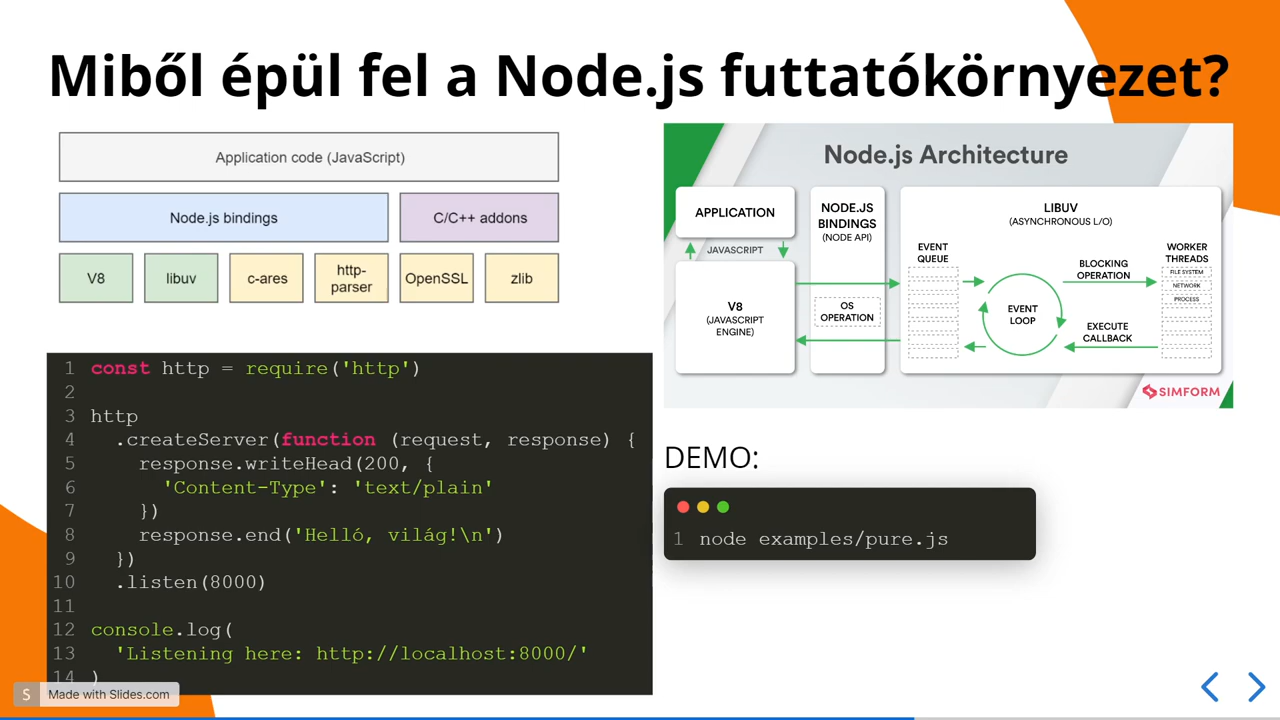 Miből épül fel a Node.js futtatókörnyezet?
Application code (JavaScript)
Node.js bindings
C/C++ addons
V8
libuv
c-ares
http-
parser
OpenSSL
zlib
1 const http = require('http')
2
3 http
4 .createServer(function (request, response) {
5 response.writeHead(200, {
6 'Content-Type': 'text/plain'
7 })
8 response.end('Helló, világ!\n')
9 })
10 .listen(8000)
11
12 console.log(
13 'Listening here: http://localhost:8000/'
14 )
Node.js Architecture
APPLICATION
JAVASCRIPT
V8
(JAVASCRIPT
ENGINE)
NODE.JS
BINDINGS
(NODE API)
OS
OPERATION
LIBUV
(ASYNCHRONOUS L/O)
EVENT
QUEUE
EVENT
LOOP
BLOCKING
OPERATION
EXECUTE
CALLBACK
WORKER
THREADS
FILE SYSTEM
NETWORK
PROCESS
SIMFORM
DEMO:
1 node examples/pure.js
S Made with Slides.com